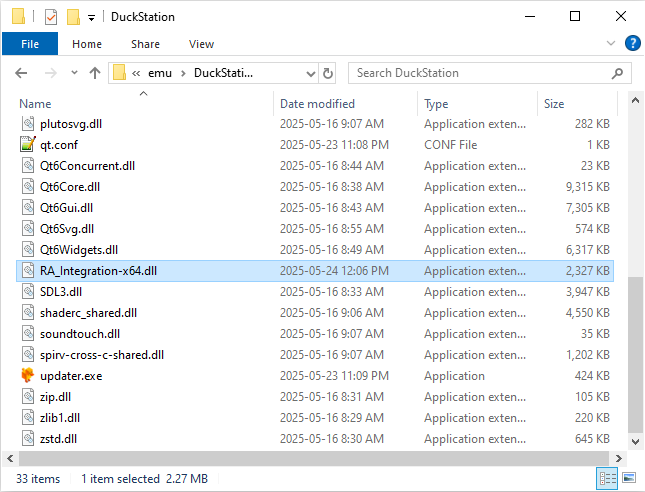 DuckStation
File Home Share View
« emu > DuckStati... Search DuckStation
Name Date modified Type Size
plutosvg.dll 2025-05-16 9:07 AM Application exten... 282 KB
qt.conf 2025-05-23 11:08 PM CONF File 1 KB
Qt6Concurrent.dll 2025-05-16 8:44 AM Application exten... 23 KB
Qt6Core.dll 2025-05-16 8:38 AM Application exten... 9,315 KB
Qt6Gui.dll 2025-05-16 8:43 AM Application exten... 7,305 KB
Qt6Svg.dll 2025-05-16 8:55 AM Application exten... 574 KB
Qt6Widgets.dll 2025-05-16 8:49 AM Application exten... 6,317 KB
RA_Integration-x64.dll 2025-05-24 12:06 PM Application exten... 2,327 KB
SDL3.dll 2025-05-16 8:33 AM Application exten... 3,947 KB
shaderc_shared.dll 2025-05-16 9:06 AM Application exten... 4,550 KB
soundtouch.dll 2025-05-16 9:07 AM Application exten... 35 KB
spirv-cross-c-shared.dll 2025-05-16 9:07 AM Application exten... 1,202 KB
updater.exe 2025-05-23 11:09 PM Application 424 KB
zip.dll 2025-05-16 8:31 AM Application exten... 105 KB
zlib1.dll 2025-05-16 8:29 AM Application exten... 220 KB
zstd.dll 2025-05-16 8:30 AM Application exten... 645 KB
33 items 1 item selected 2.27 MB